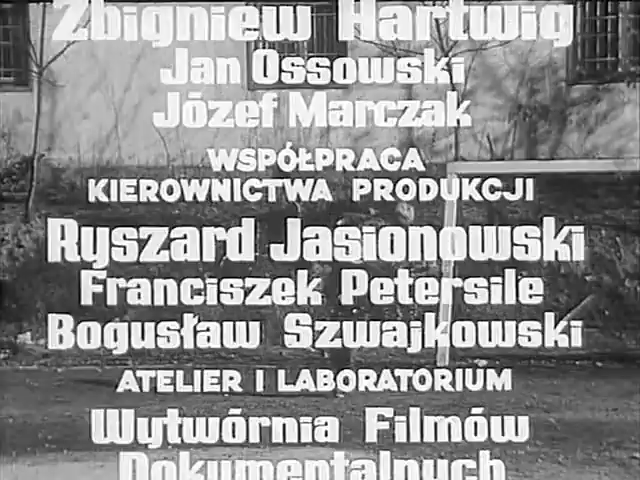 Zbigniew Hartwig
Jan Ossowski
Józef Marczak
WSPÓŁPRACA
KIEROWNICTWA PRODUKCJI
Ryszard Jasionowski
Franciszek Petersile
Bogusław Szwajkowski
ATELIER I LABORATORIUM
Wytwórnia Filmów
Dokumentalnych